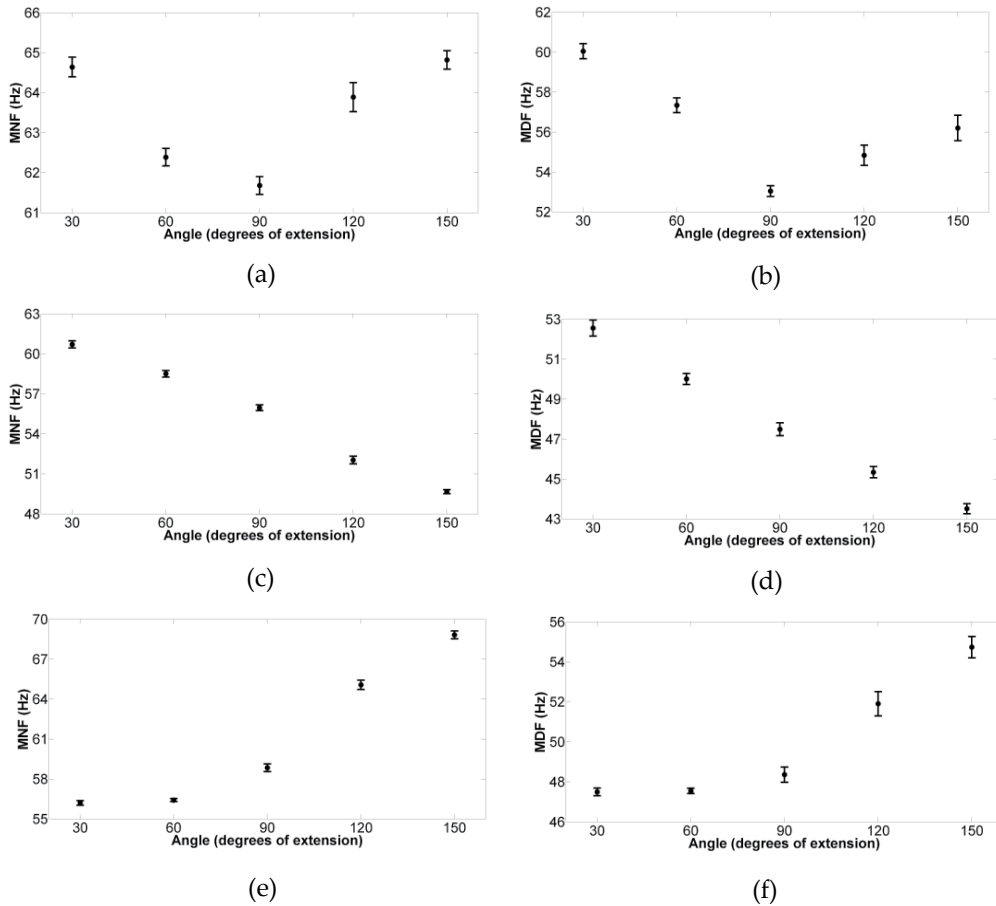 66
65
64
63
62
61
MNF (Hz)
30 60 90 120 150
Angle (degrees of extension)
(a)
62
60
58
56
54
52
MDF (Hz)
30 60 90 120 150
Angle (degrees of extension)
(b)
63
60
57
54
51
48
MNF (Hz)
30 60 90 120 150
Angle (degrees of extension)
(c)
53
51
49
47
45
43
MDF (Hz)
30 60 90 120 150
Angle (degrees of extension)
(d)
70
67
64
61
58
55
MNF (Hz)
30 60 90 120 150
Angle (degrees of extension)
(e)
56
54
52
50
48
46
MDF (Hz)
30 60 90 120 150
Angle (degrees of extension)
(f)